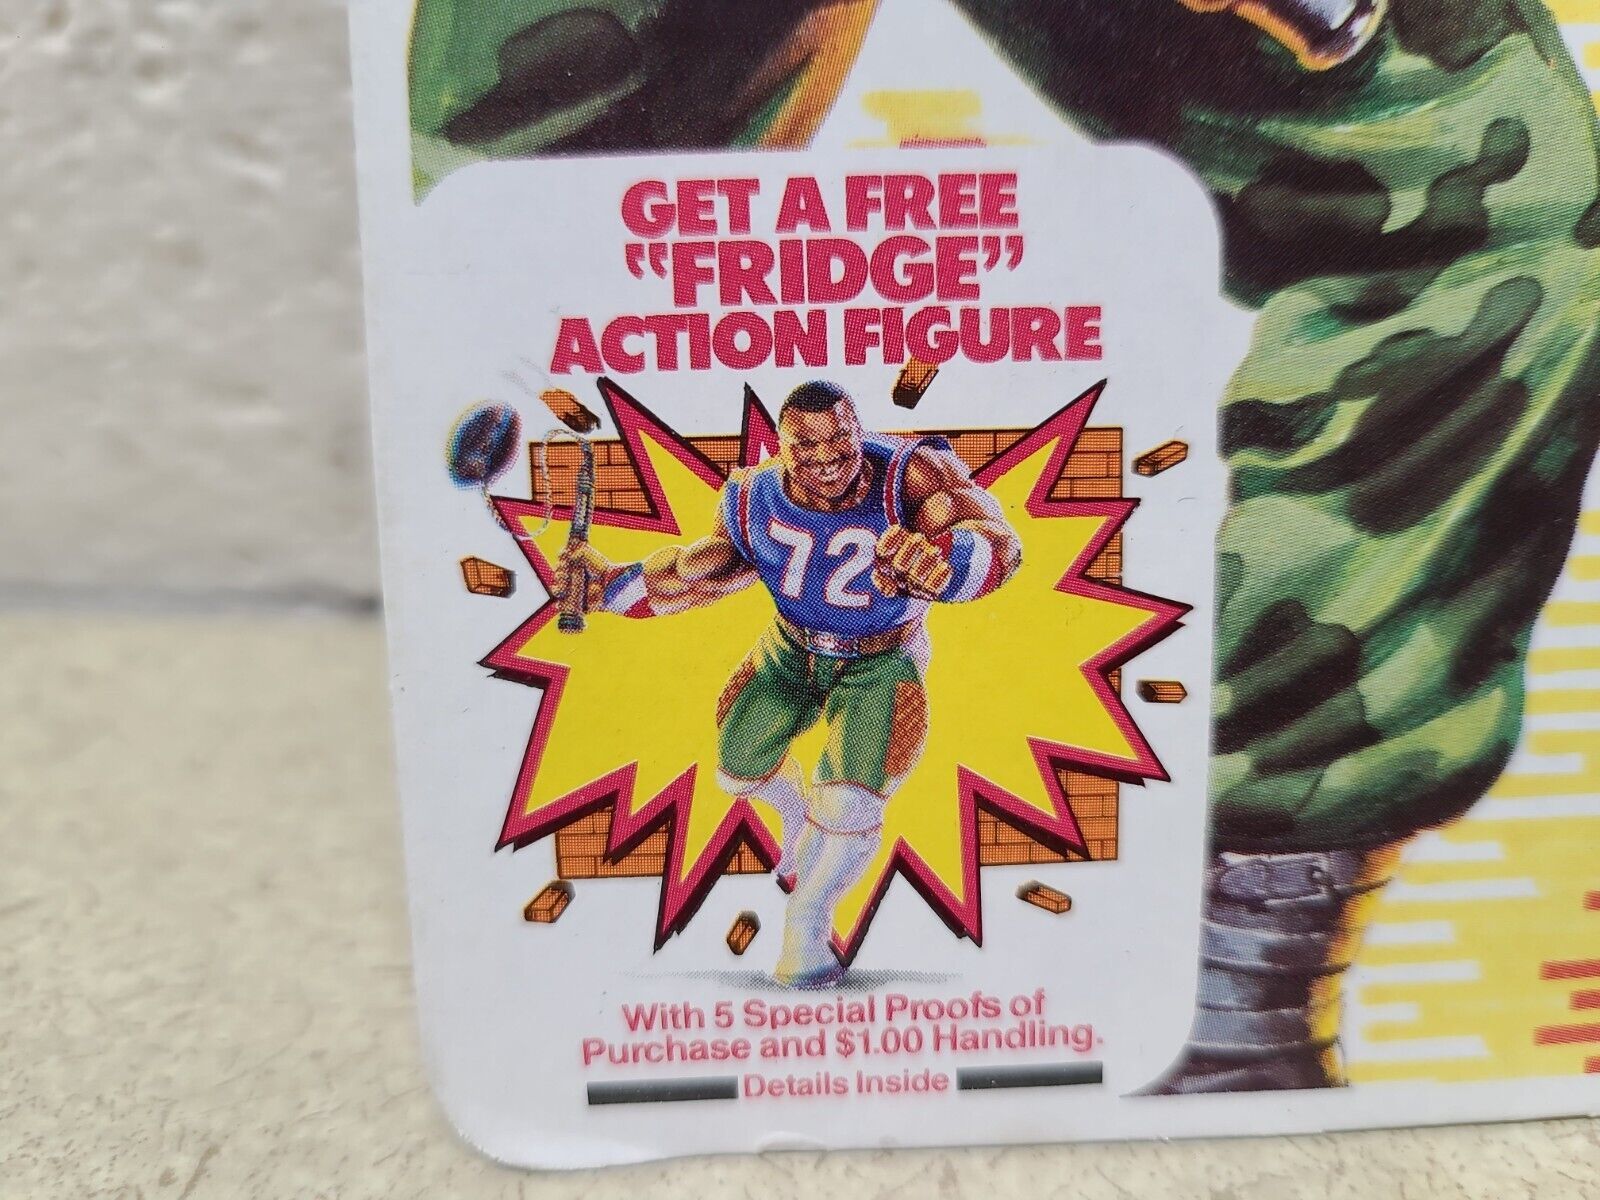 GET A FREE
"FRIDGE"
ACTION FIGURE
72
With 5 Special Proofs of
Purchase and $1.00 Handling.
Details Inside